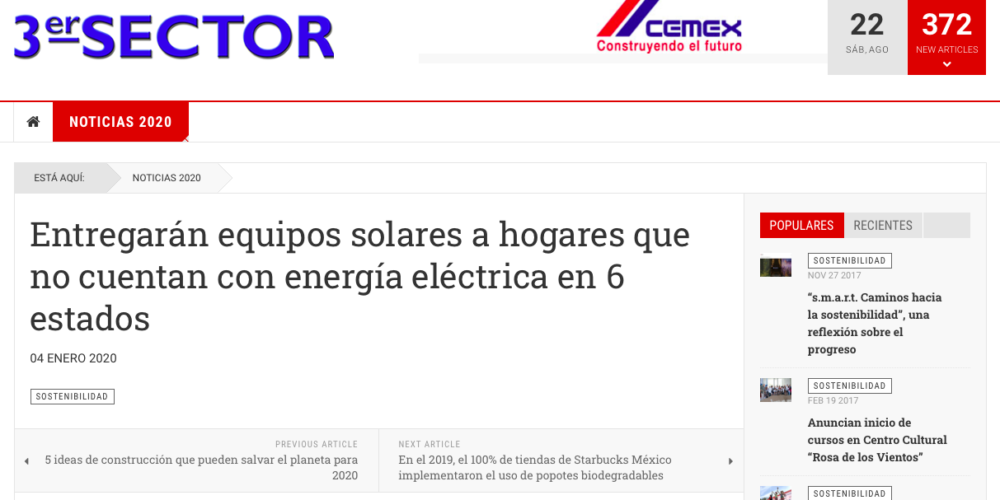 3erSECTOR
CEMEX
Construyendo el futuro
22
SÁB, AGO
372
NEW ARTICLES
NOTICIAS 2020
ESTÁ AQUÍ:
NOTICIAS 2020
Entregarán equipos solares a hogares que
no cuentan con energía eléctrica en 6
estados
04 ENERO 2020
SOSTENIBILIDAD
PREVIOUS ARTICLE
5 ideas de construcción que pueden salvar el planeta para
2020
NEXT ARTICLE
En el 2019, el 100% de tiendas de Starbucks México
implementaron el uso de popotes biodegradables
POPULARES
RECIENTES
SOSTENIBILIDAD
NOV 27 2017
“s.m.a.r.t. Caminos hacia
la sostenibilidad”, una
reflexión sobre el
progreso
SOSTENIBILIDAD
FEB 19 2017
Anuncian inicio de
cursos en Centro Cultural
“Rosa de los Vientos”
SOSTENIBILIDAD